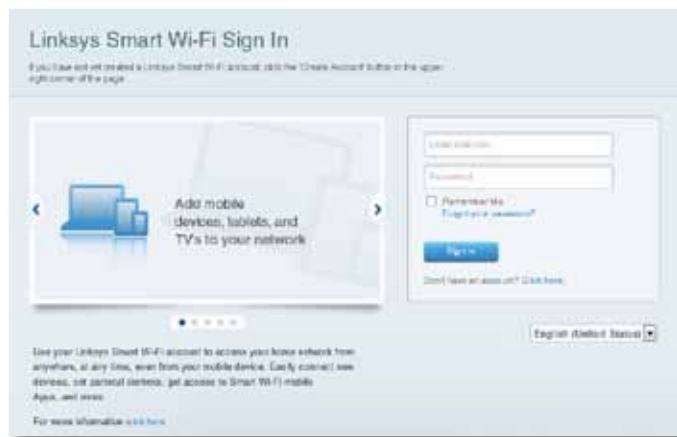 Linksys Smart Wi-Fi Sign In
If you have not yet created a Linksys Smart Wi-Fi account, click the 'Create Account' button in the upper
right corner of the page
Add mobile
devices, tablets, and
TV's to your network
Email address
Password
Remember Me
Forgot your password?
Sign in
Don't have an account? Click here.
English (United States)
Use your Linksys Smart Wi-Fi account to access your home network from
anywhere, at any time, even from your mobile device. Easily connect new
devices, set parental controls, get access to Smart Wi-Fi mobile
Apps, and more.
For more information click here